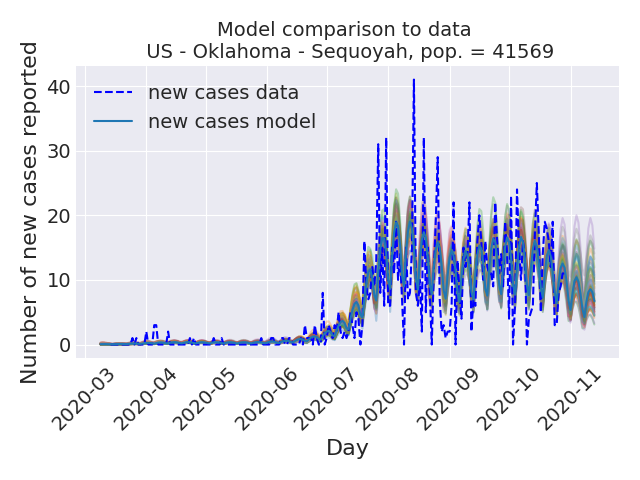 Model comparison to data
US - Oklahoma - Sequoyah, pop. = 41569
Number of new cases reported
40
30
20
10
0
new cases data
new cases model
2020-03
2020-04
2020-05
2020-06
2020-07
2020-08
2020-09
2020-10
2020-11
Day